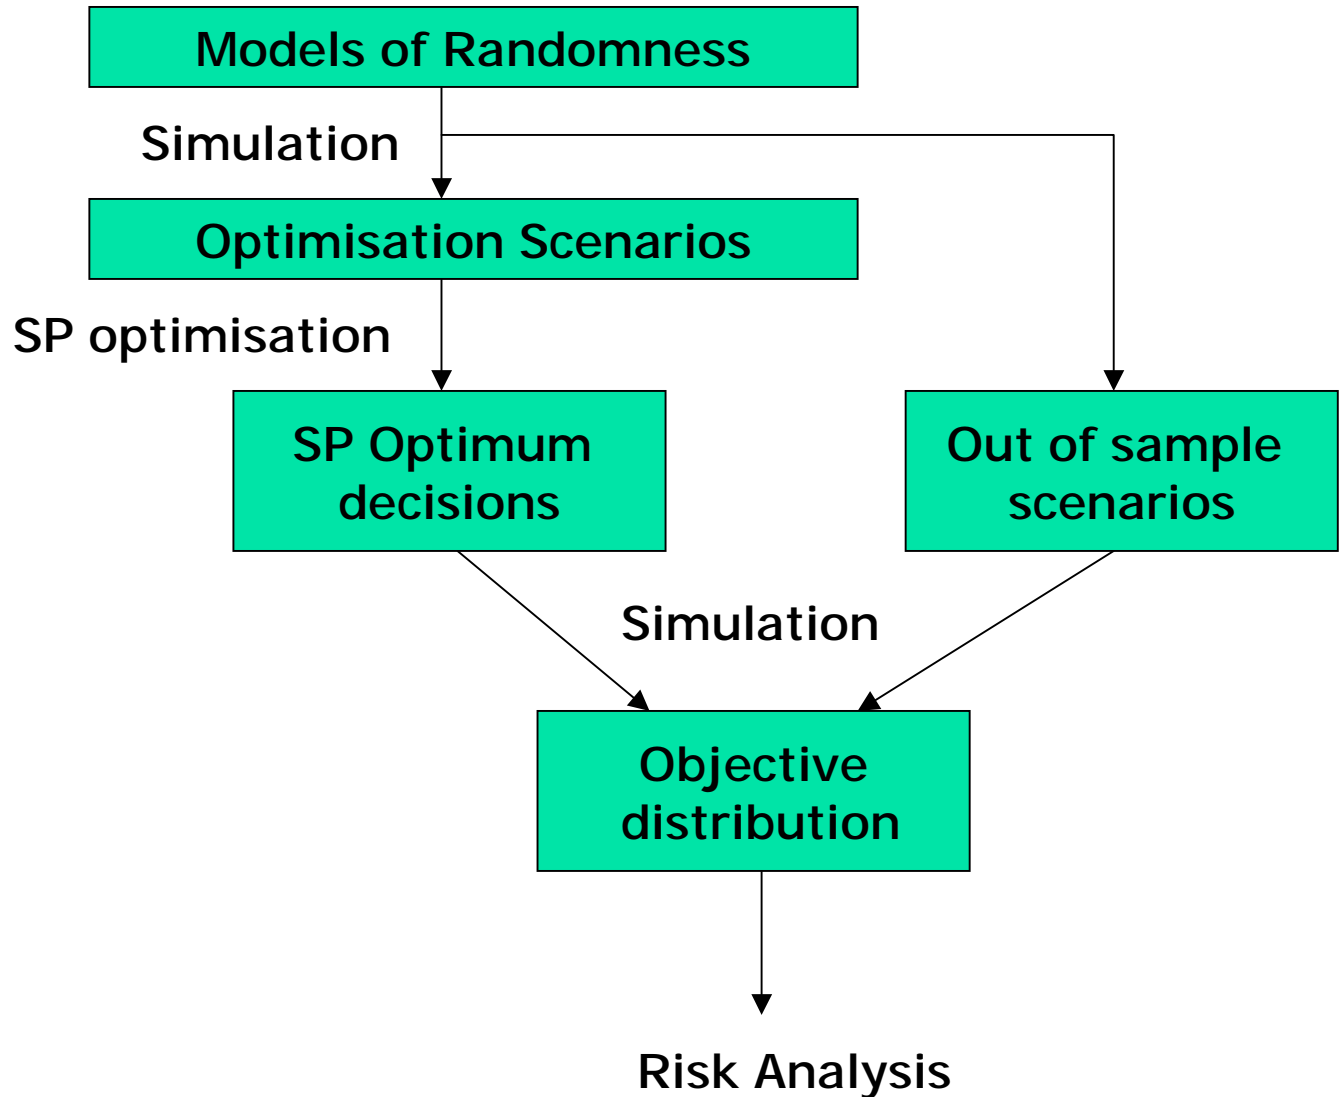 Models of Randomness
Simulation
Optimisation Scenarios
SP optimisation
SP Optimum
decisions
Out of sample
scenarios
Simulation
Objective
distribution
Risk Analysis